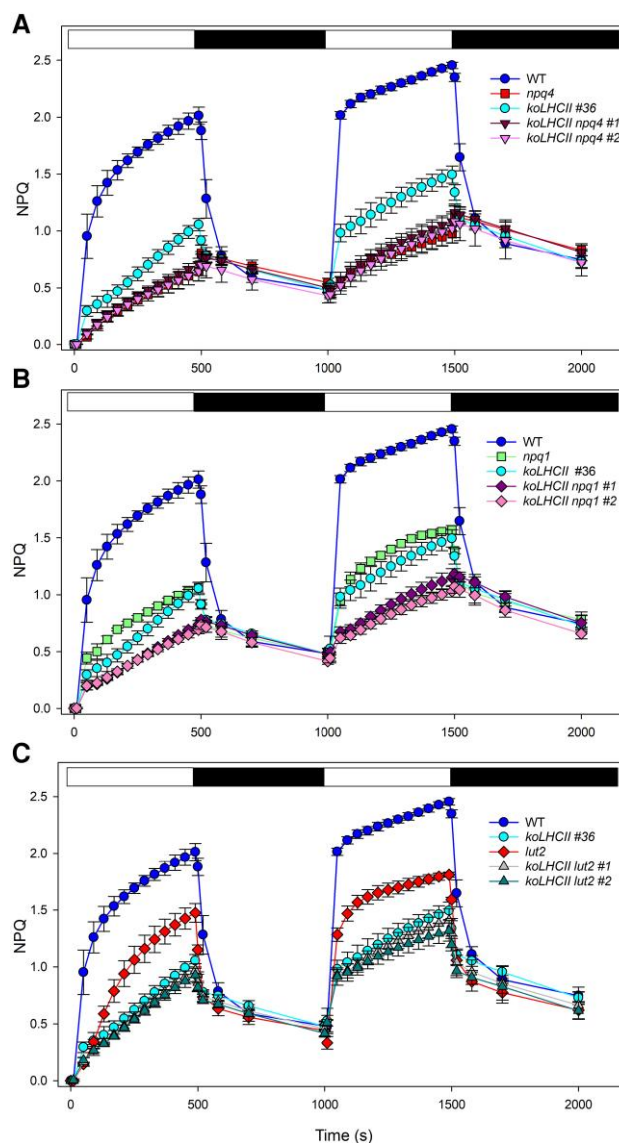 A
2.5
2.0
1.5
1.0
0.5
0.0
NPQ
WT
npq4
koLHCII #36
koLHCII npq4 #1
koLHCII npq4 #2
0 500 1000 1500 2000
B
2.5
2.0
1.5
1.0
0.5
0.0
NPQ
WT
npq1
koLHCII #36
koLHCII npq1 #1
koLHCII npq1 #2
0 500 1000 1500 2000
C
2.5
2.0
1.5
1.0
0.5
0.0
NPQ
WT
koLHCII #36
lut2
koLHCII lut2 #1
koLHCII lut2 #2
0 500 1000 1500 2000
Time (s)